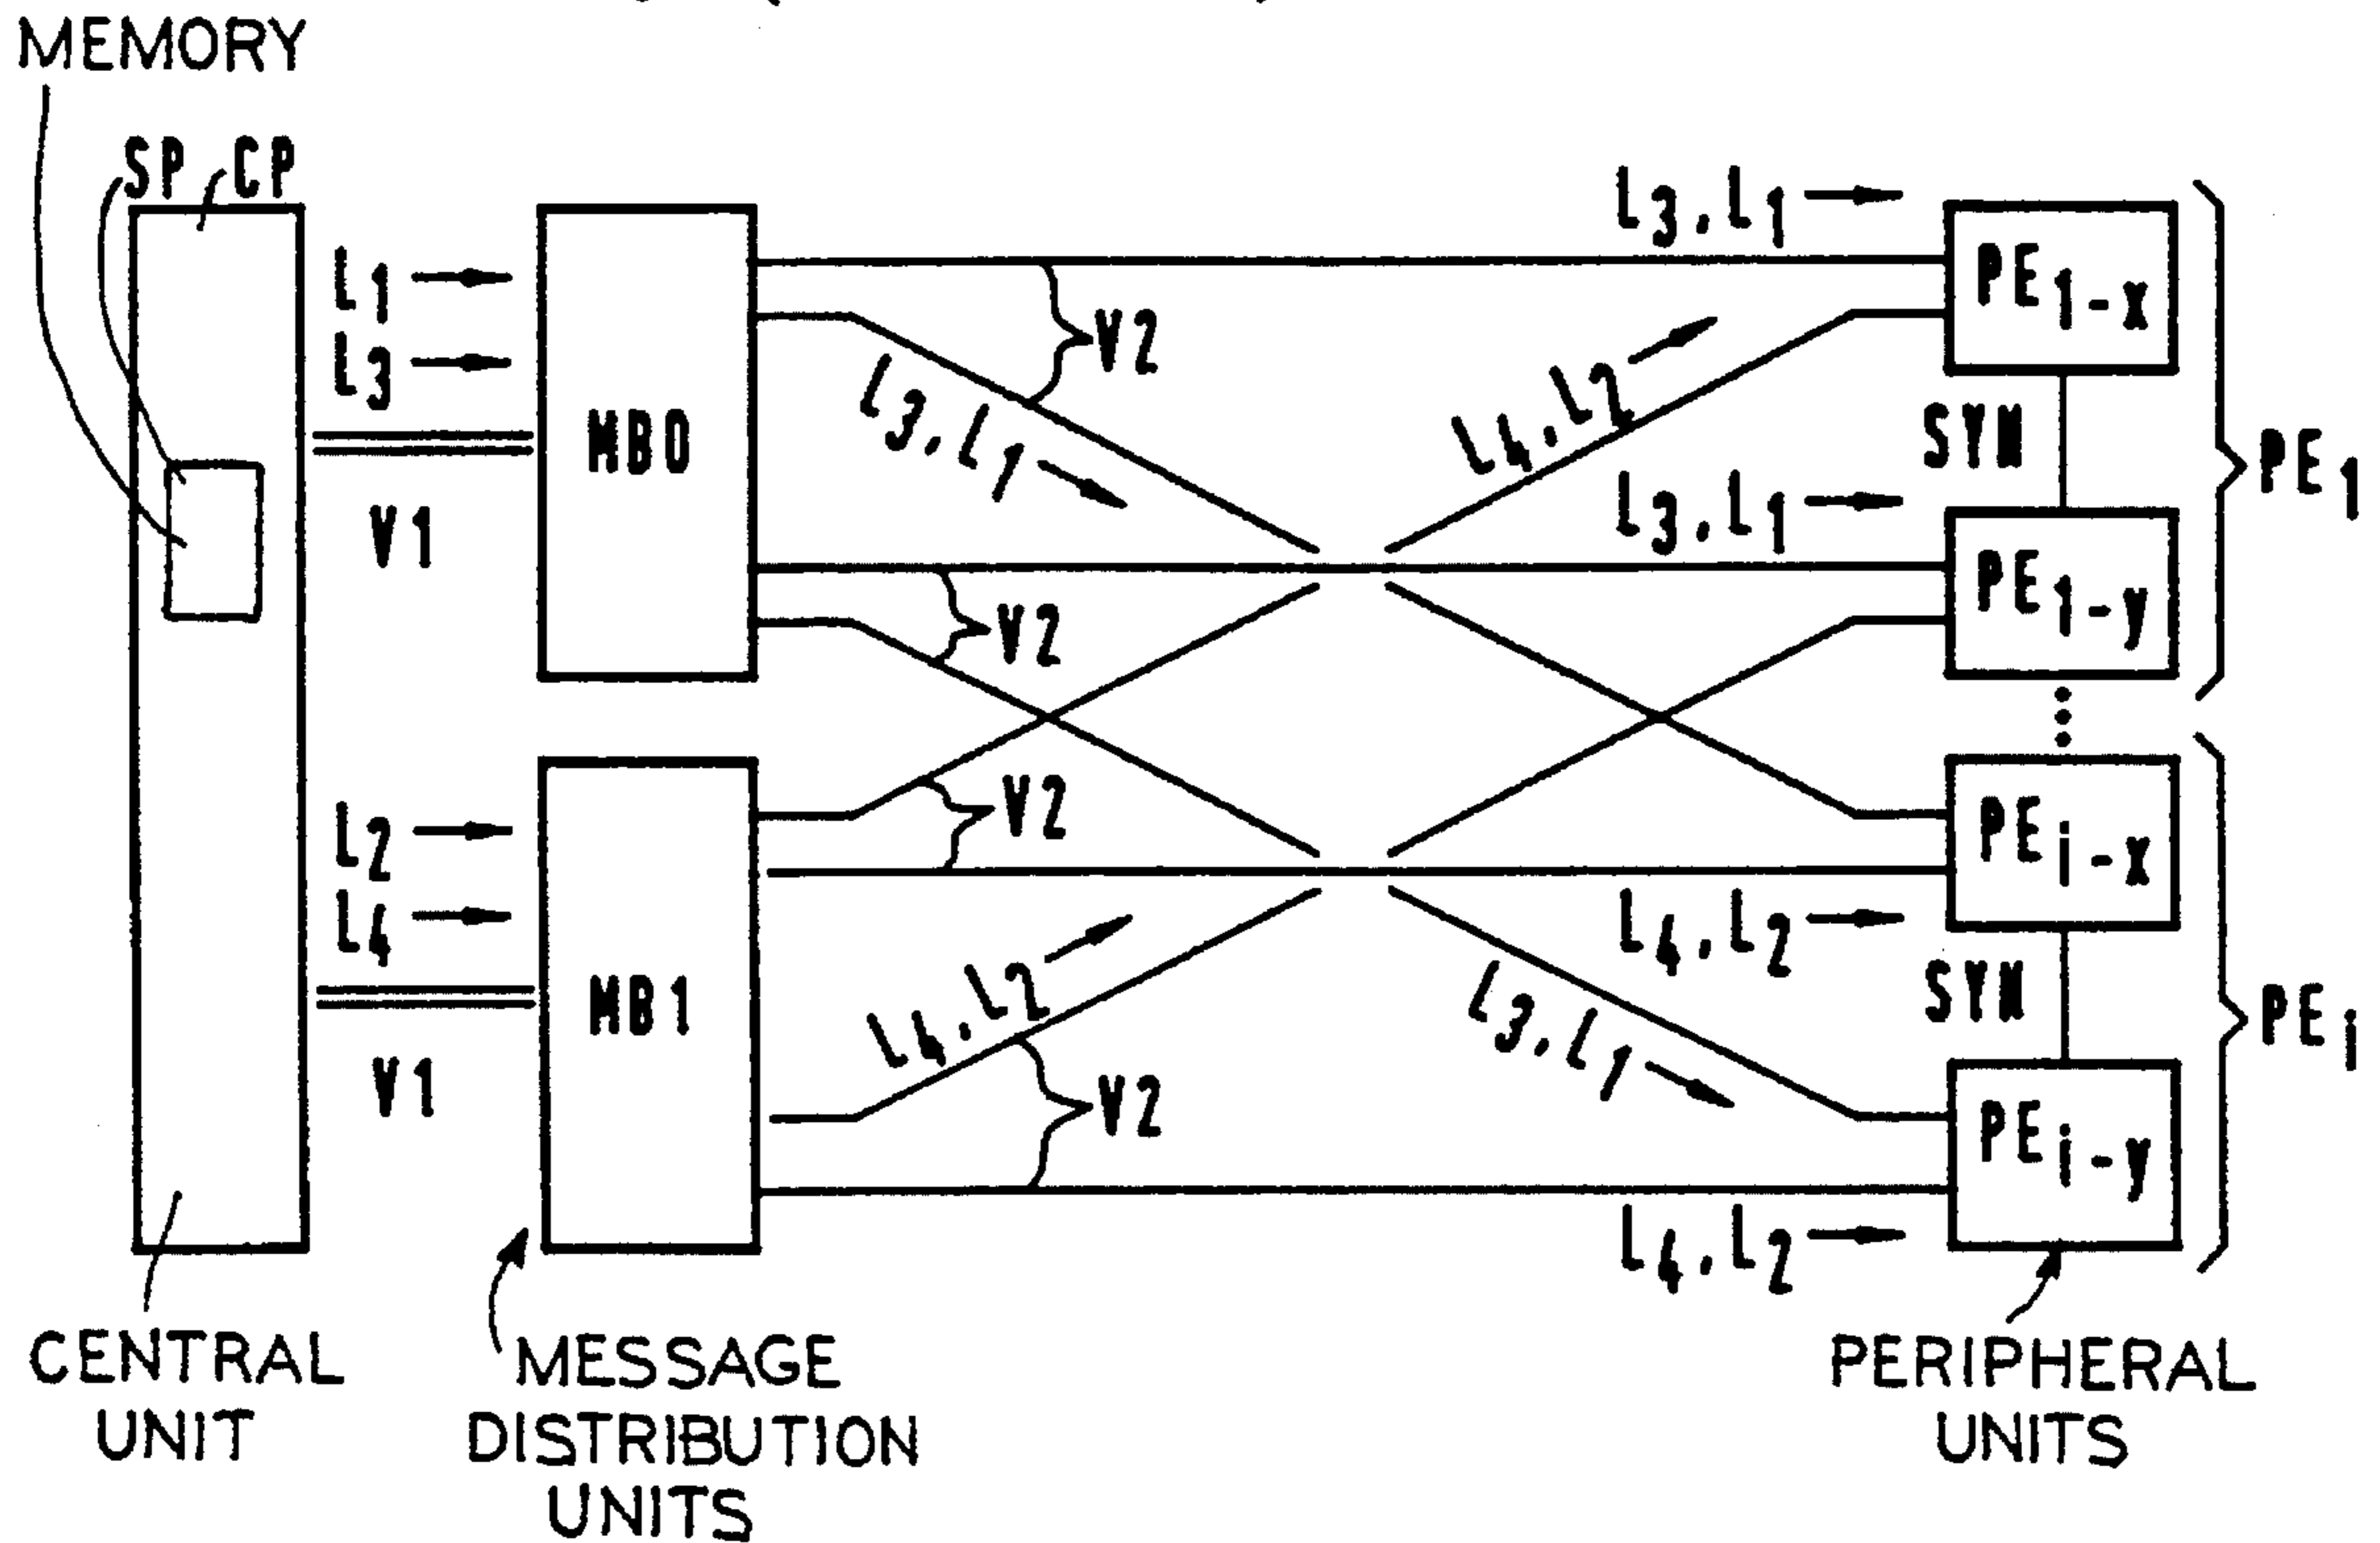 MEMORY
SP CP
L1
L3
V1
MB0
L2
L4
V1
MB1
V2
L3, L1
V2
V2
L4, L2
V2
L3, L1
L4, L2
L3, L1
L4, L2
L3, L1
L4, L2
PE1-x
SYN
PE1-y
PE1
PEi-x
SYN
PEi-y
PEi
CENTRAL
UNIT
MESSAGE
DISTRIBUTION
UNITS
PERIPHERAL
UNITS